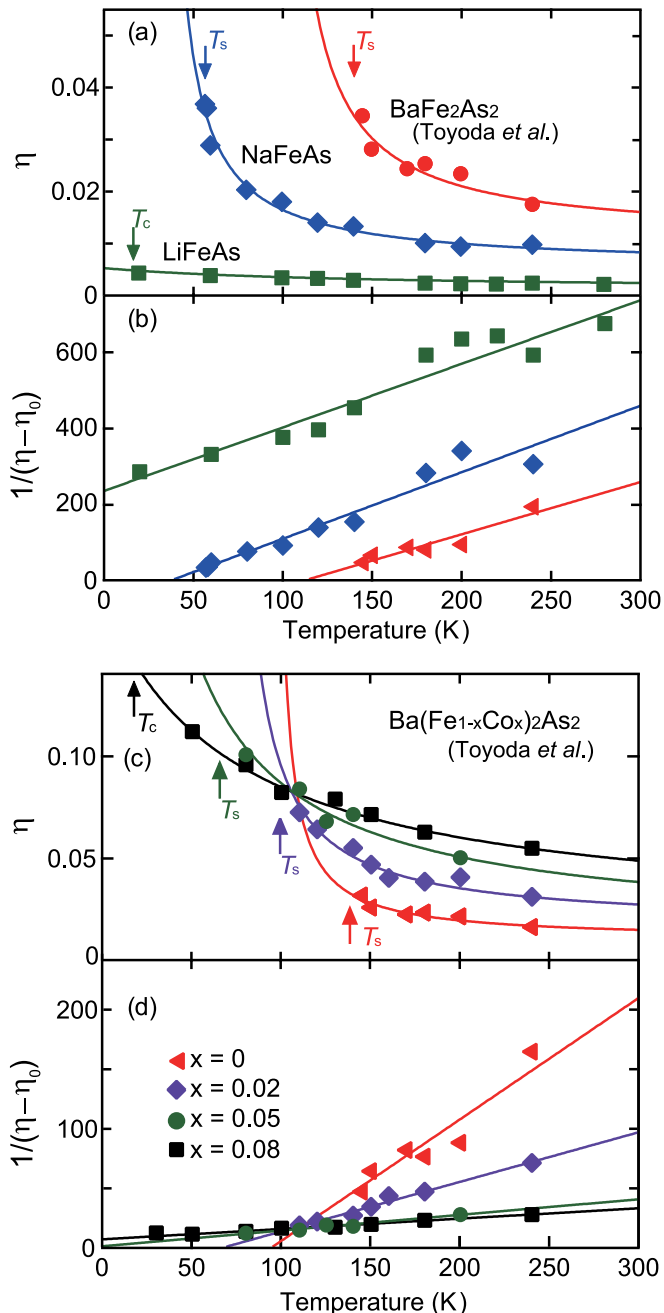 (a)
Ts
Ts
0.04
BaFe2As2
(Toyoda et al.)
NaFeAs
η
0.02
Tc
LiFeAs
0
(b)
600
400
1/(η−η0)
200
0
0 50 100 150 200 250 300
Temperature (K)
Ba(Fe1-xCox)2As2
(Toyoda et al.)
Tc
0.10
(c)
η
Ts
Ts
0.05
Ts
0
(d)
200
x = 0
x = 0.02
1/(η−η0)
100
x = 0.05
x = 0.08
0
0 50 100 150 200 250 300
Temperature (K)